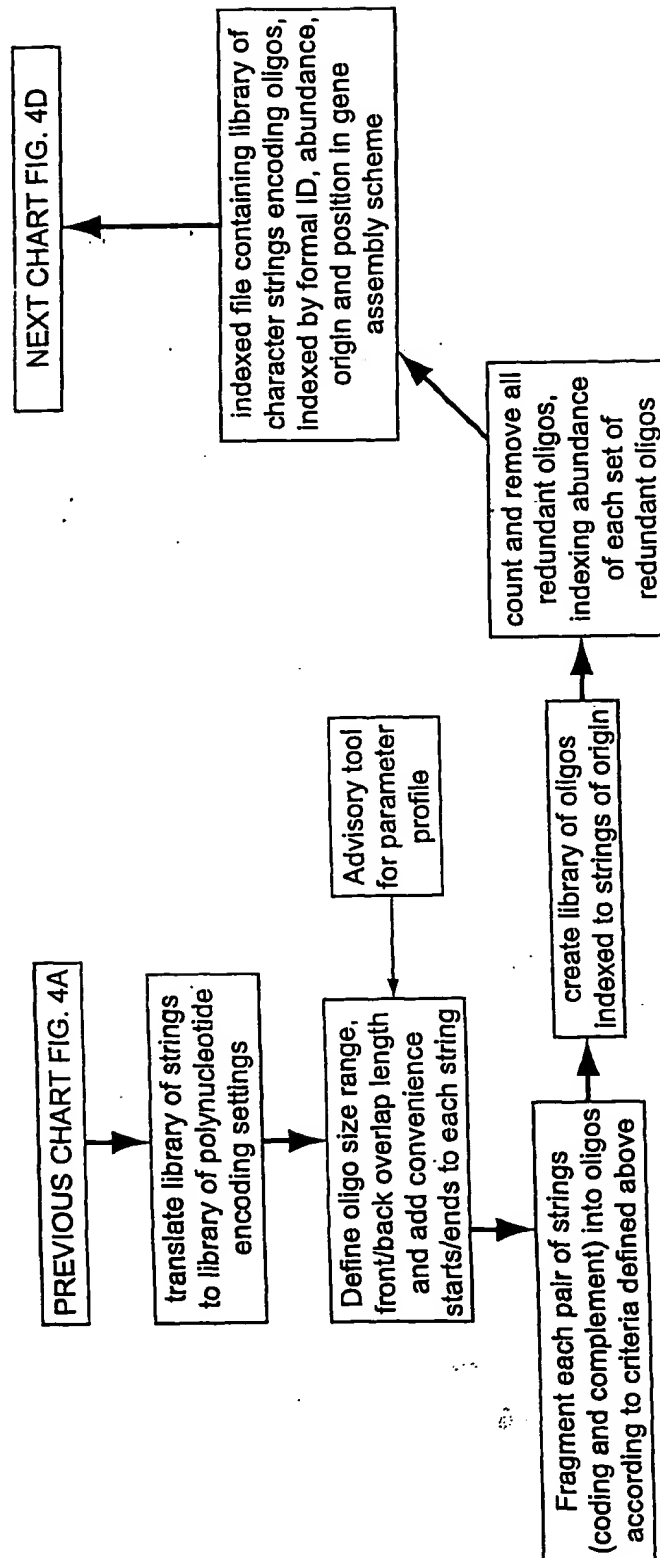 PREVIOUS CHART FIG. 4A
translate library of strings
to library of polynucleotide
encoding settings
Define oligo size range,
front/back overlap length
and add convenience
starts/ends to each string
Advisory tool
for parameter
profile
Fragment each pair of strings
(coding and complement) into oligos
according to criteria defined above
create library of oligos
indexed to strings of origin
count and remove all
redundant oligos,
indexing abundance
of each set of
redundant oligos
indexed file containing library of
character strings encoding oligos,
indexed by formal ID, abundance,
origin and position in gene
assembly scheme
NEXT CHART FIG. 4D